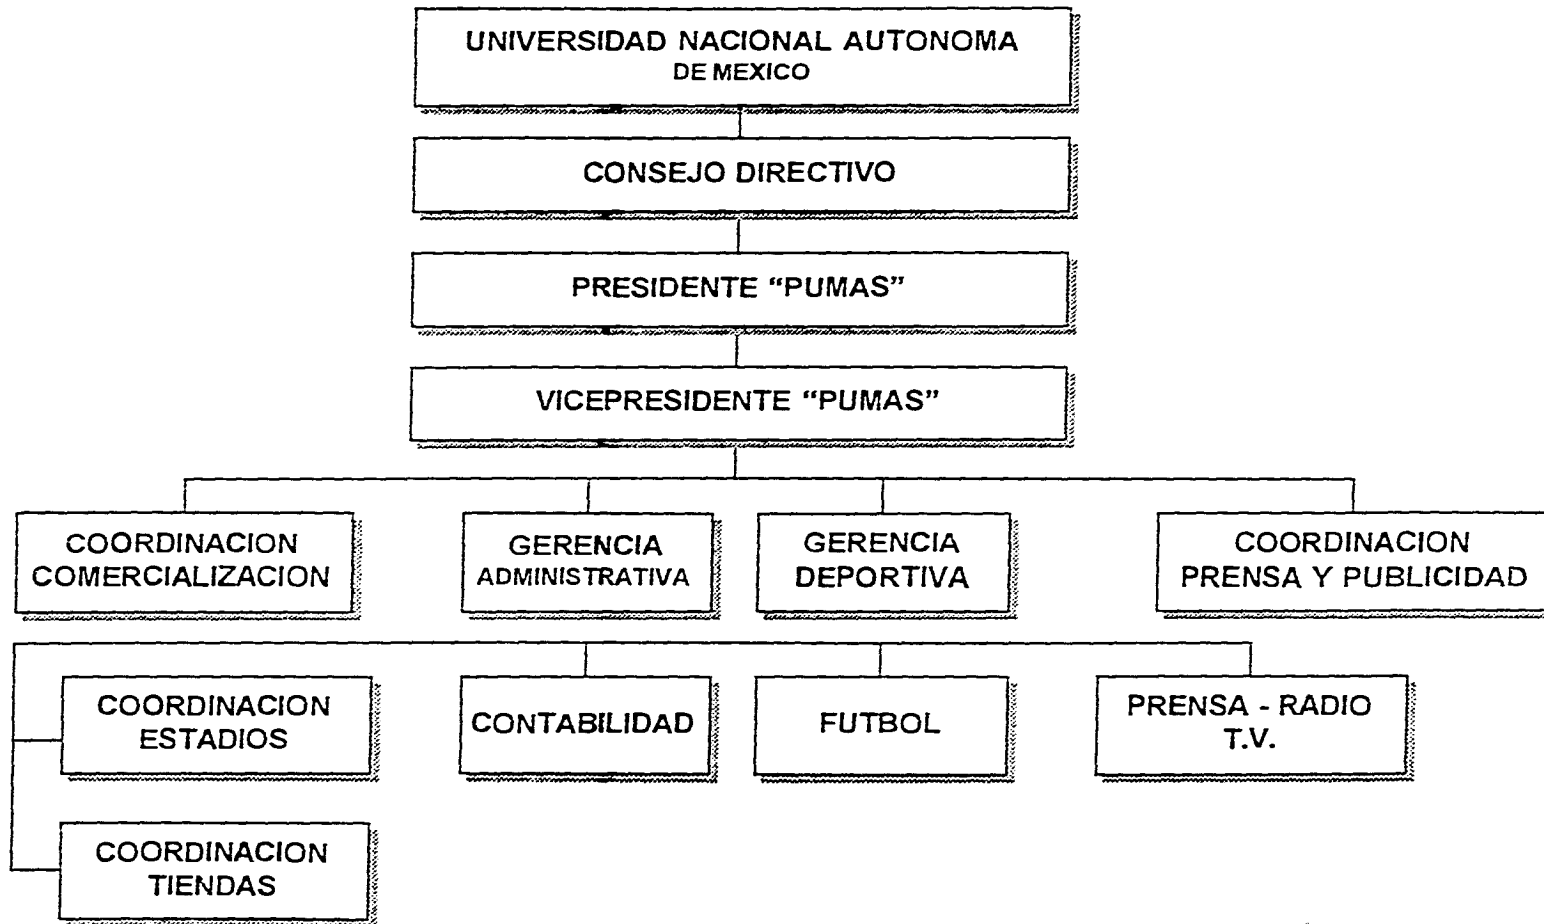 UNIVERSIDAD NACIONAL AUTONOMA
DE MEXICO
CONSEJO DIRECTIVO
PRESIDENTE “PUMAS”
VICEPRESIDENTE “PUMAS”
COORDINACION
COMERCIALIZACION
GERENCIA
ADMINISTRATIVA
GERENCIA
DEPORTIVA
COORDINACION
PRENSA Y PUBLICIDAD
COORDINACION
ESTADIOS
CONTABILIDAD
FUTBOL
PRENSA - RADIO
T.V.
COORDINACION
TIENDAS